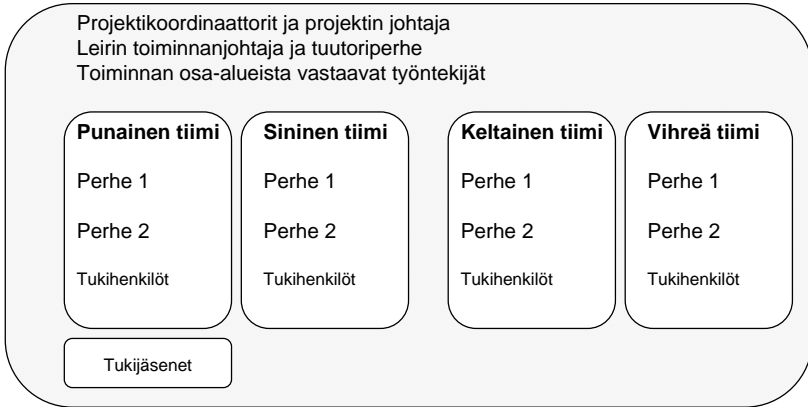 Projektikoordinaattorit ja projektin johtaja
Leirin toiminnanjohtaja ja tuutoriperhe
Toiminnan osa-alueista vastaavat työntekijät
Punainen tiimi
Perhe 1
Perhe 2
Tukihenkilöt
Sininen tiimi
Perhe 1
Perhe 2
Tukihenkilöt
Keltainen tiimi
Perhe 1
Perhe 2
Tukihenkilöt
Vihreä tiimi
Perhe 1
Perhe 2
Tukihenkilöt
Tukijäsenet